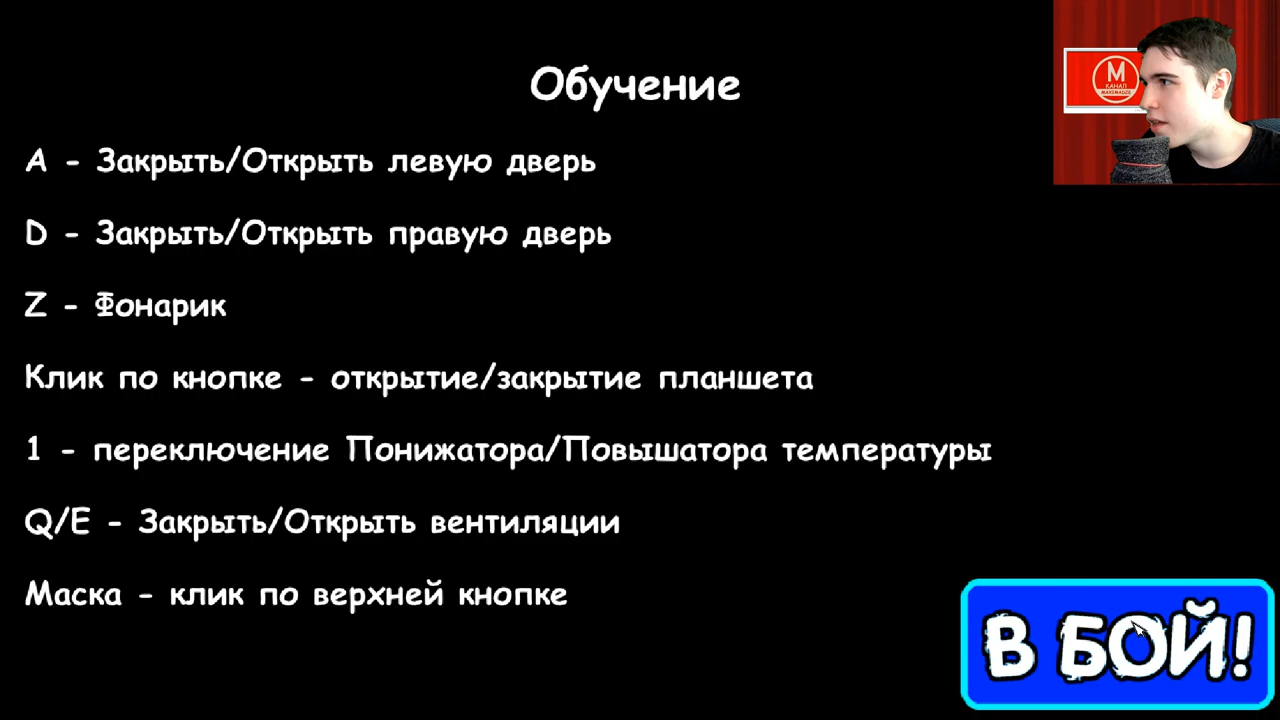 Обучение
A - Закрыть/Открыть левую дверь
D - Закрыть/Открыть правую дверь
Z - Фонарик
Клик по кнопке - открытие/закрытие планшета
1 - переключение Понижатора/Повышатора температуры
Q/E - Закрыть/Открыть вентиляции
Маска - клик по верхней кнопке
В БОЙ!
М
КАНАЛ